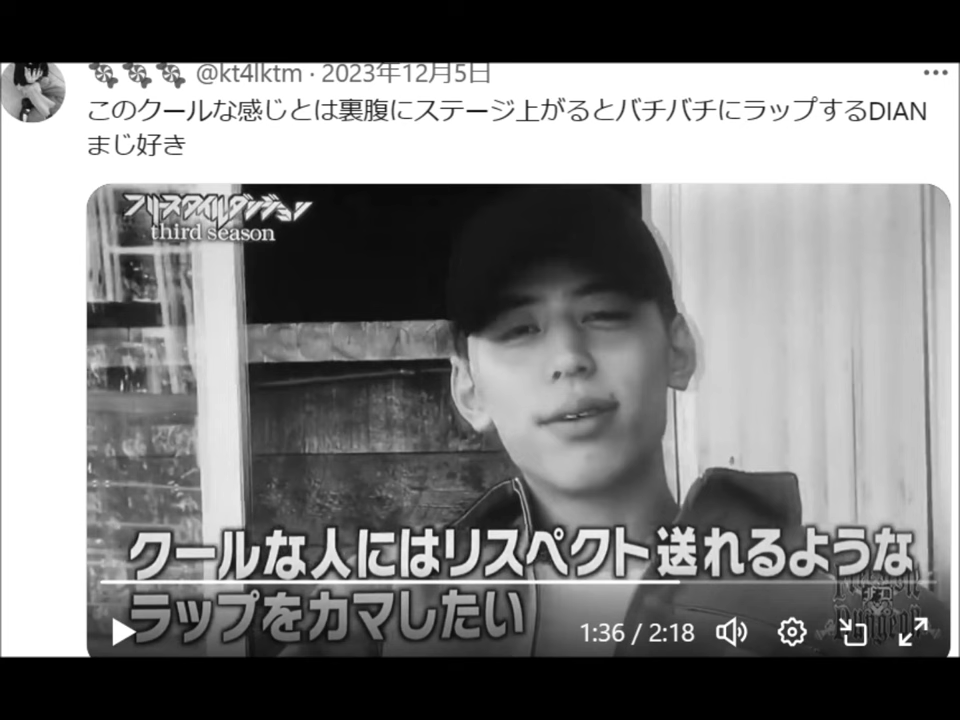 @kt4lktm · 2023年12月5日
このクールな感じとは裏腹にステージ上がるとバチバチにラップするDIAN
まじ好き
フリースタイルダンジョン
third season
クールな人にはリスペクト送れるような
ラップをカマしたい
1:36 / 2:18